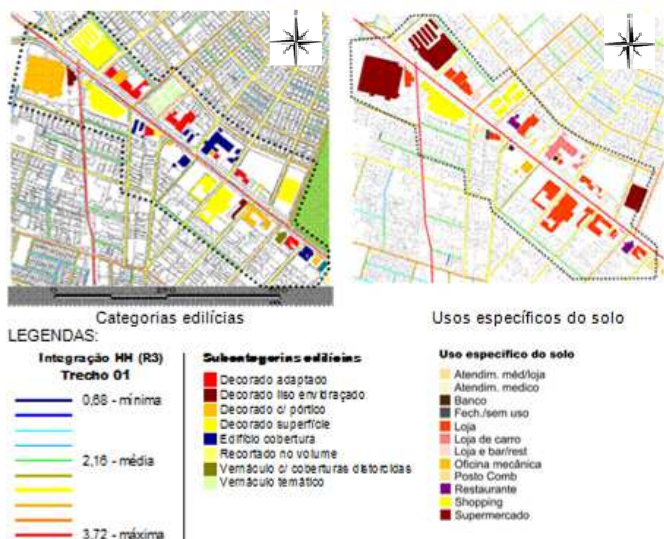 Categorias edilícias
Usos específicos do solo
LEGENDAS:
Integração HH (R3)
Trecho 01
0,68 - mínima
2,16 - média
3,72 - máxima
Subcategorias edilícias
Decorado adaptado
Decorado liso envidraçado
Decorado c/ pórtico
Decorado superfície
Edifício cobertura
Recortado no volume
Vernáculo c/ coberturas distorcidas
Vernáculo temático
Uso específico do solo
Atendim. méd/loja
Atendim. medico
Banco
Fech./sem uso
Loja
Loja de carro
Loja e bar/rest
Oficina mecânica
Posto Comb
Restaurante
Shopping
Supermercado